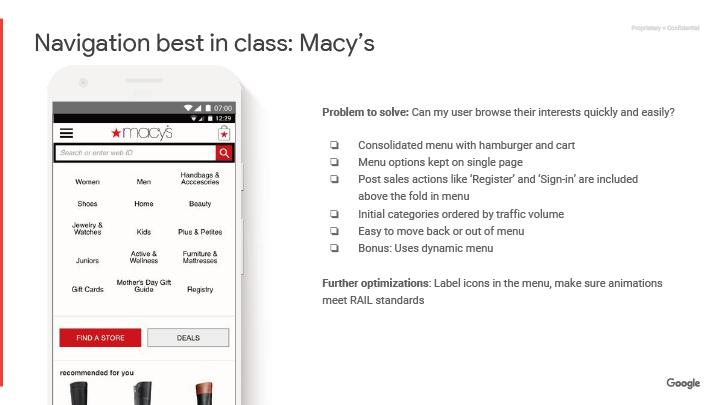 Proprietary + Confidential
Navigation best in class: Macy's
07:00
12:29
★macy's
Search or enter web ID
Women
Men
Handbags & Acccesories
Shoes
Home
Beauty
Jewelry & Watches
Kids
Plus & Petites
Juniors
Active & Wellness
Furniture & Mattresses
Gift Cards
Mother's Day Gift Guide
Registry
FIND A STORE
DEALS
recommended for you
Problem to solve: Can my user browse their interests quickly and easily?
❏ Consolidated menu with hamburger and cart
❏ Menu options kept on single page
❏ Post sales actions like 'Register' and 'Sign-in' are included
above the fold in menu
❏ Initial categories ordered by traffic volume
❏ Easy to move back or out of menu
❏ Bonus: Uses dynamic menu
Further optimizations: Label icons in the menu, make sure animations
meet RAIL standards
Google